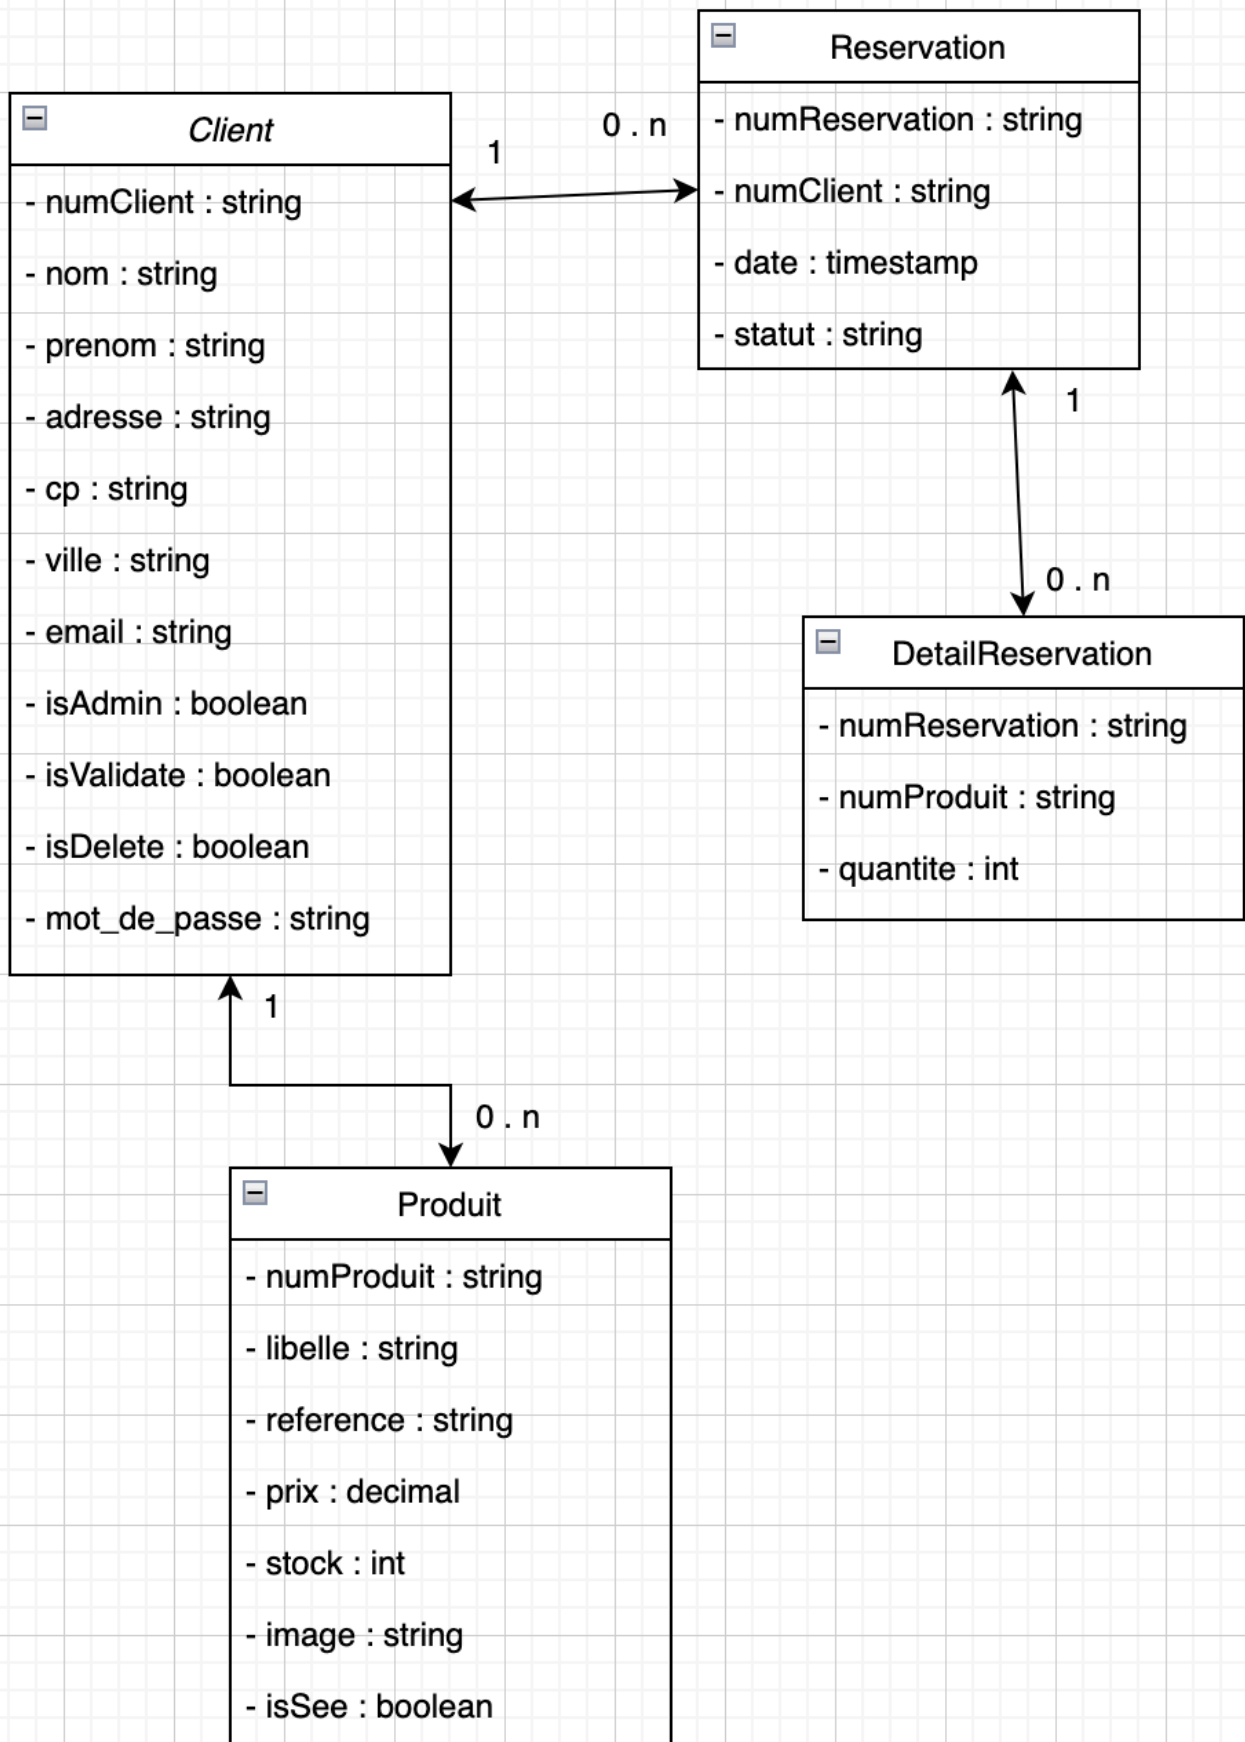 Reservation
- numReservation : string
- numClient : string
- date : timestamp
- statut : string
Client
- numClient : string
- nom : string
- prenom : string
- adresse : string
- cp : string
- ville : string
- email : string
- isAdmin : boolean
- isValidate : boolean
- isDelete : boolean
- mot_de_passe : string
1
0 . n
1
0 . n
DetailReservation
- numReservation : string
- numProduit : string
- quantite : int
1
0 . n
Produit
- numProduit : string
- libelle : string
- reference : string
- prix : decimal
- stock : int
- image : string
- isSee : boolean